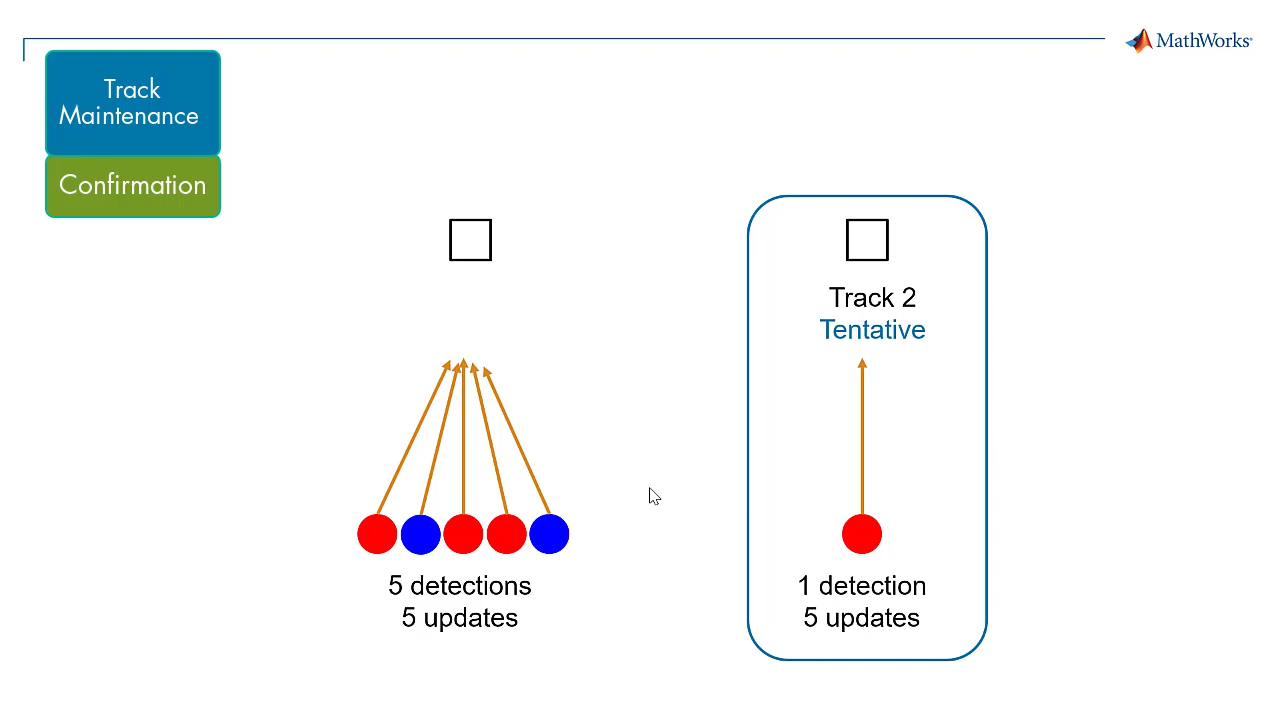 MathWorks®
Track
Maintenance
Confirmation
Track 2
Tentative
5 detections
5 updates
1 detection
5 updates